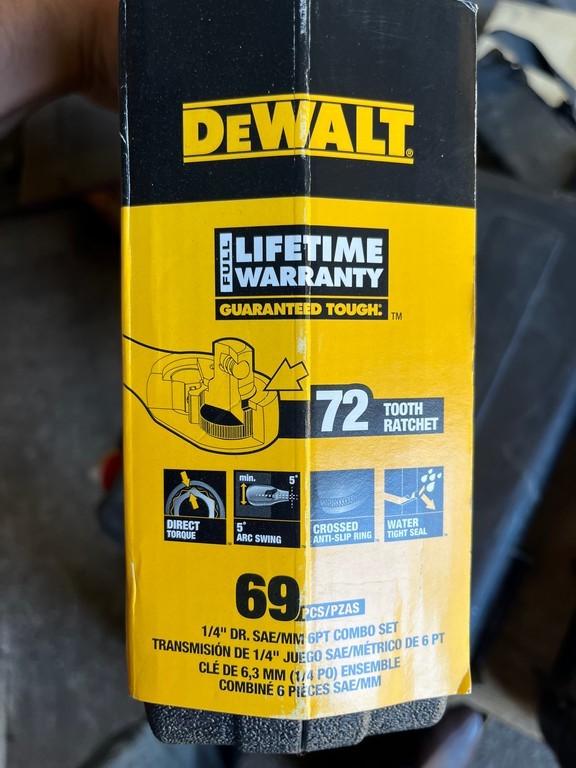 DEWALT®
FULL LIFETIME
WARRANTY
GUARANTEED TOUGH.® TM
72 TOOTH
RATCHET
DIRECT
TORQUE
min. 5°
5°
ARC SWING
CROSSED
ANTI-SLIP RING
WATER
TIGHT SEAL
69 PCS/PZAS
1/4" DR. SAE/MM 6PT COMBO SET
TRANSMISIÓN DE 1/4" JUEGO SAE/MÉTRICO DE 6 PT
CLÉ DE 6,3 MM (1/4 PO) ENSEMBLE
COMBINÉ 6 PIÈCES SAE/MM